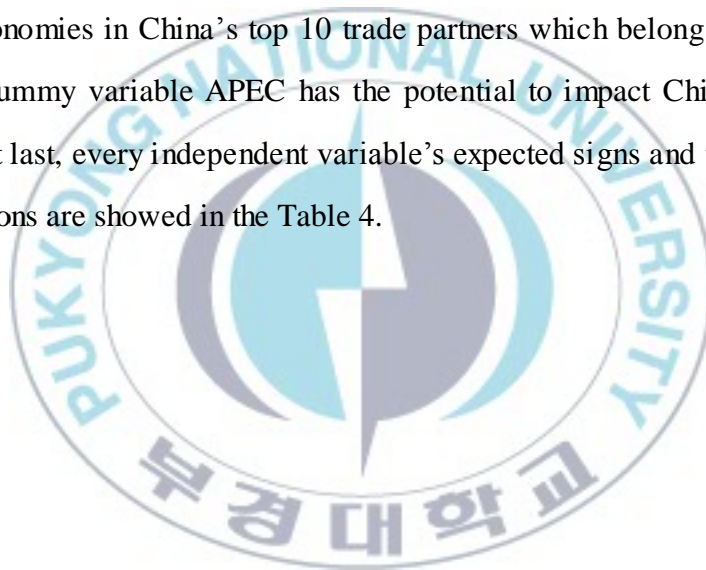 onomies in China's top 10 trade partners which belong
ummy variable APEC has the potential to impact Chi
t last, every independent variable's expected signs and
ons are showed in the Table 4.
PUKYONG NATIONAL UNIVERSITY
부경대학교